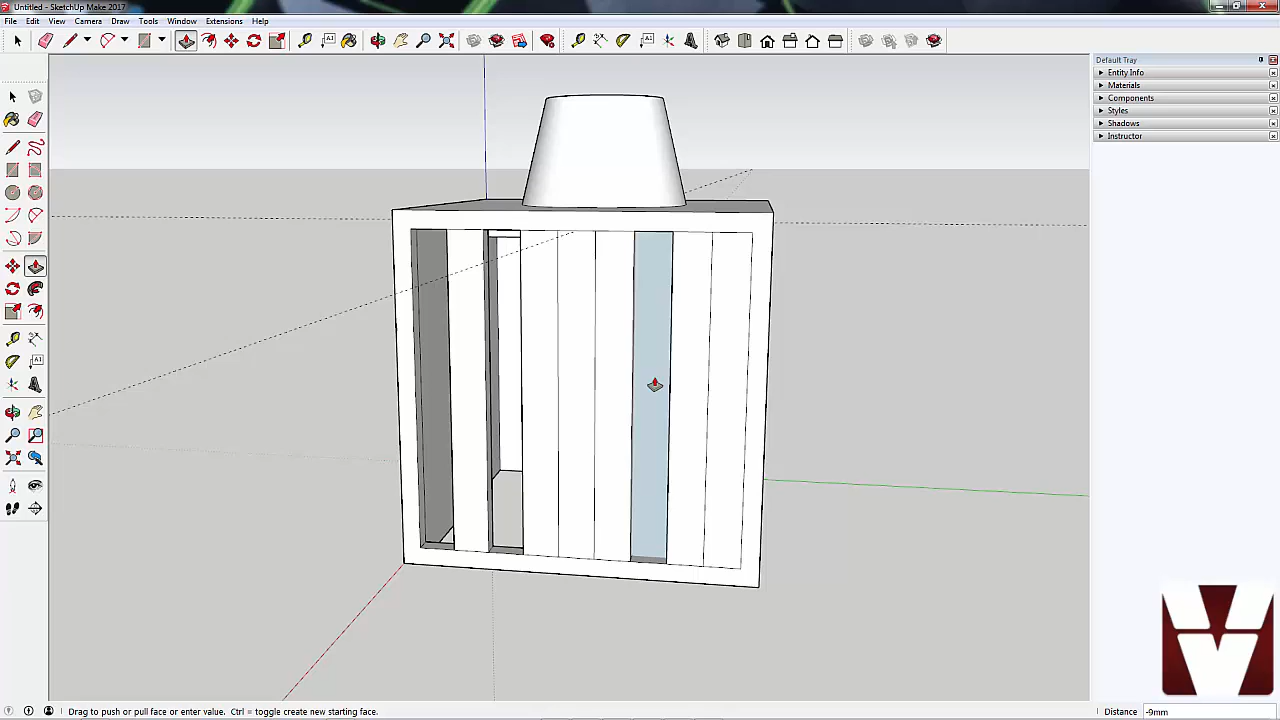 Untitled - SketchUp Make 2017
File Edit View Camera Draw Tools Window Extensions Help
Default Tray
Entity Info
Materials
Components
Styles
Shadows
Instructor
Drag to push or pull face or enter value. Ctrl = toggle create new starting face.
Distance -9mm